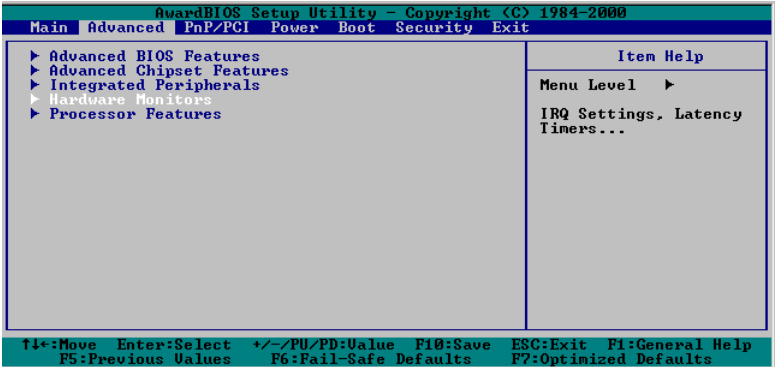 AwardBIOS Setup Utility - Copyright (C) 1984-2000
Main Advanced PnP/PCI Power Boot Security Exit
Advanced BIOS Features
Advanced Chipset Features
Integrated Peripherals
Hardware Monitors
Processor Features
Item Help
Menu Level
IRQ Settings, Latency
Timers...
↑↓←:Move Enter:Select +/-/PU/PD:Value F10:Save ESC:Exit F1:General Help
F5:Previous Values F6:Fail-Safe Defaults F7:Optimized Defaults